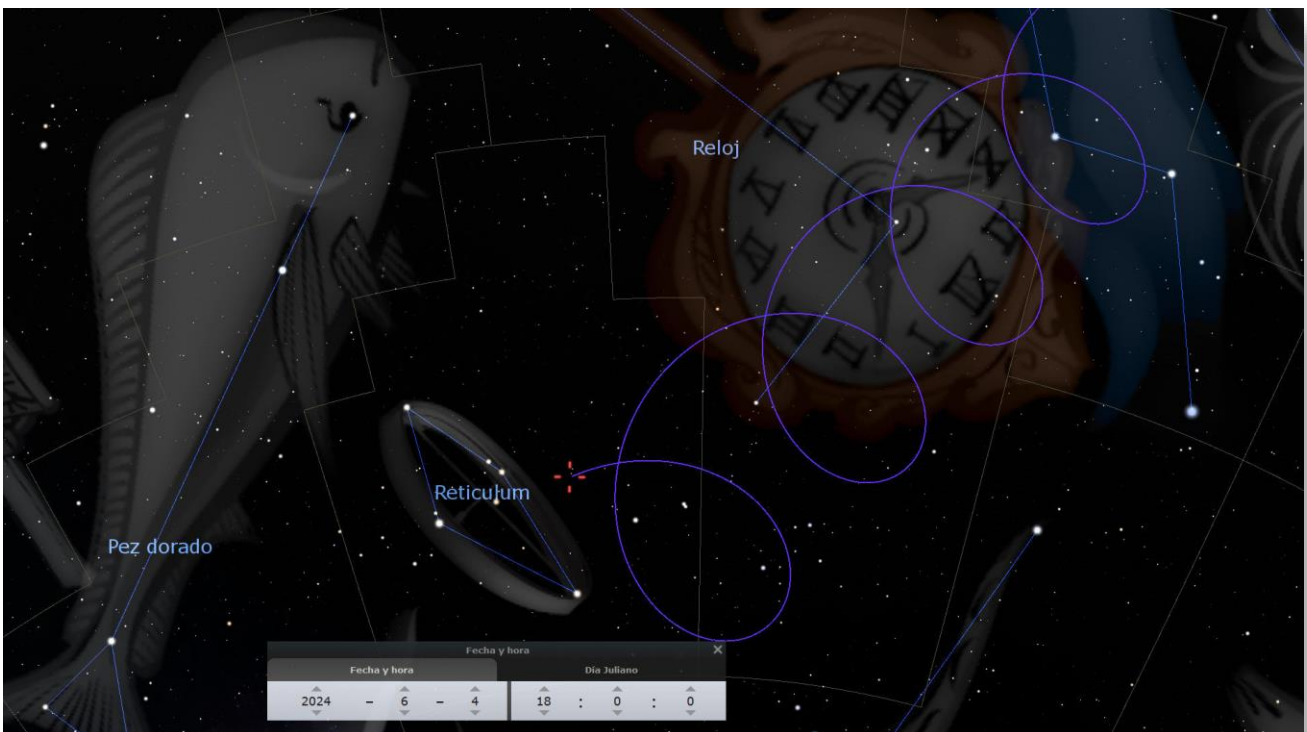 Reloj
Reticulum
Pez dorado
Fecha y hora
Fecha y hora
Día Juliano
2024 – 6 – 4
18 : 0 : 0